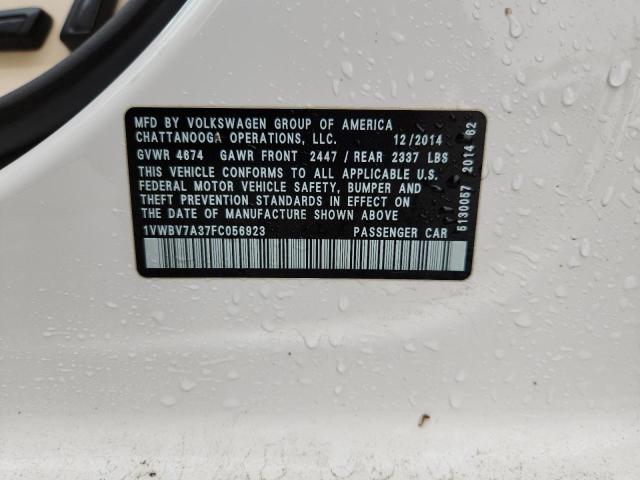 MFD BY VOLKSWAGEN GROUP OF AMERICA
CHATTANOOGA OPERATIONS, LLC. 12/2014
GVWR 4674 GAWR FRONT 2447 / REAR 2337 LBS
THIS VEHICLE CONFORMS TO ALL APPLICABLE U.S.
FEDERAL MOTOR VEHICLE SAFETY, BUMPER AND
THEFT PREVENTION STANDARDS IN EFFECT ON
THE DATE OF MANUFACTURE SHOWN ABOVE
1VWBV7A37FC056923 PASSENGER CAR
5130057 2014 62